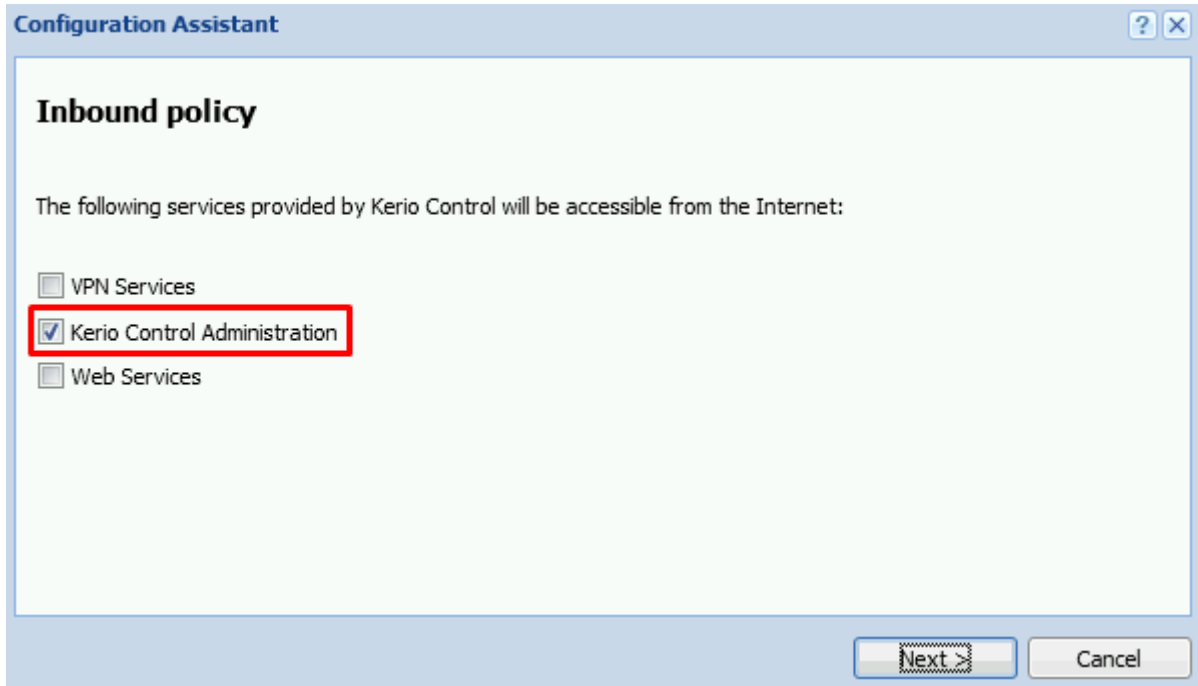 Configuration Assistant
?
Inbound policy
The following services provided by Kerio Control will be accessible from the Internet:
VPN Services
Kerio Control Administration
Web Services
Next >
Cancel